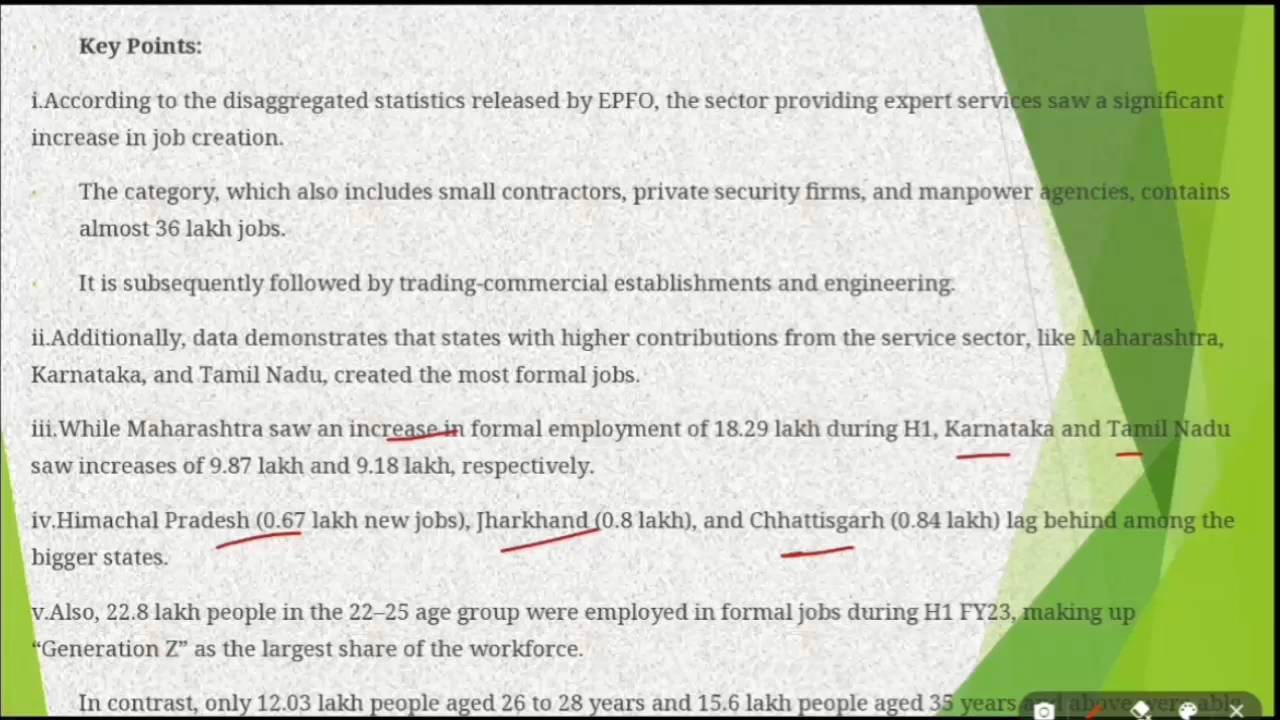 Key Points:
i.According to the disaggregated statistics released by EPFO, the sector providing expert services saw a significant
increase in job creation.
The category, which also includes small contractors, private security firms, and manpower agencies, contains
almost 36 lakh jobs.
It is subsequently followed by trading-commercial establishments and engineering.
ii.Additionally, data demonstrates that states with higher contributions from the service sector, like Maharashtra,
Karnataka, and Tamil Nadu, created the most formal jobs.
iii.While Maharashtra saw an increase in formal employment of 18.29 lakh during H1, Karnataka and Tamil Nadu
saw increases of 9.87 lakh and 9.18 lakh, respectively.
iv.Himachal Pradesh (0.67 lakh new jobs), Jharkhand (0.8 lakh), and Chhattisgarh (0.84 lakh) lag behind among the
bigger states.
v.Also, 22.8 lakh people in the 22–25 age group were employed in formal jobs during H1 FY23, making up
“Generation Z” as the largest share of the workforce.
In contrast, only 12.03 lakh people aged 26 to 28 years and 15.6 lakh people aged 35 years and above were able